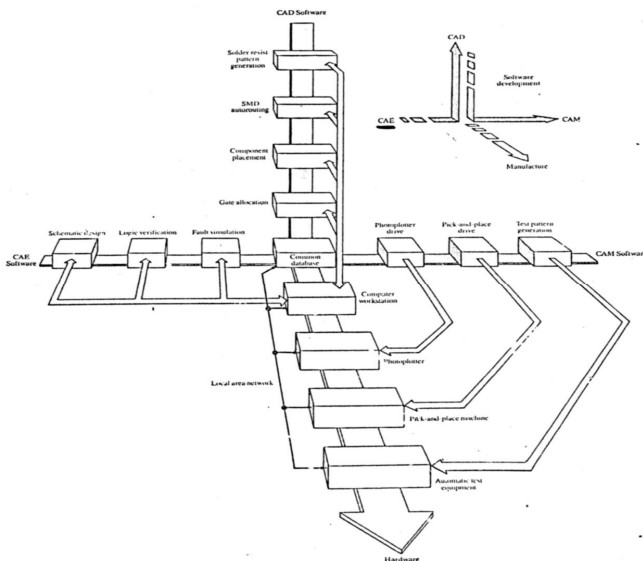 CAD Software
Solder resist
pattern
generation
SMD
autorouting
Component
placement
Gate allocation
CAD
Software
development
CAE
CAM
Manufacture
Schematic design
Logic verification
Fault simulation
Photoplotter
drive
Pick-and-place
drive
Test pattern
generation
CAE
Software
Common
database
CAM Software
Computer
workstation
Photoplotter
Local area network
Pick-and-place machine
Automatic test
equipment
Hardware